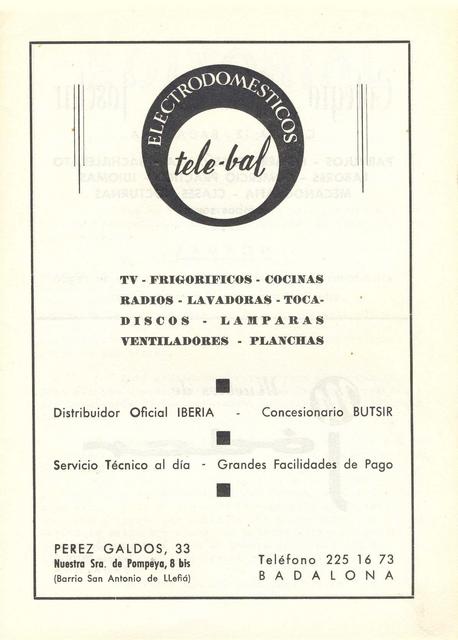 ELECTRODOMESTICOS
tele-bal
TV - FRIGORIFICOS - COCINAS
RADIOS - LAVADORAS - TOCA-
DISCOS - LAMPARAS
VENTILADORES - PLANCHAS
Distribuidor Oficial IBERIA - Concesionario BUTSIR
Servicio Técnico al día - Grandes Facilidades de Pago
PEREZ GALDOS, 33
Nuestra Sra. de Pompeya, 8 bis
(Barrio San Antonio de LLefiá)
Teléfono 225 16 73
BADALONA